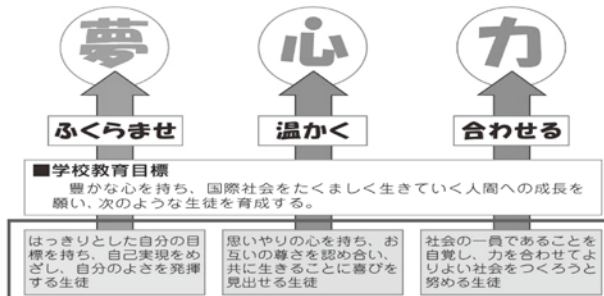 夢 心 力
ふくらませ 温かく 合わせる
■学校教育目標
豊かな心を持ち、国際社会をたくましく生きていく人間への成長を
願い、次のような生徒を育成する。
はっきりとした自分の目
標を持ち、自己実現をめ
ざし、自分のよさを発揮
する生徒
思いやりの心を持ち、お
互いの尊さを認め合い、
共に生きることに喜びを
見出せる生徒
社会の一員であることを
自覚し、力を合わせてよ
りよい社会をつくろうと
努める生徒